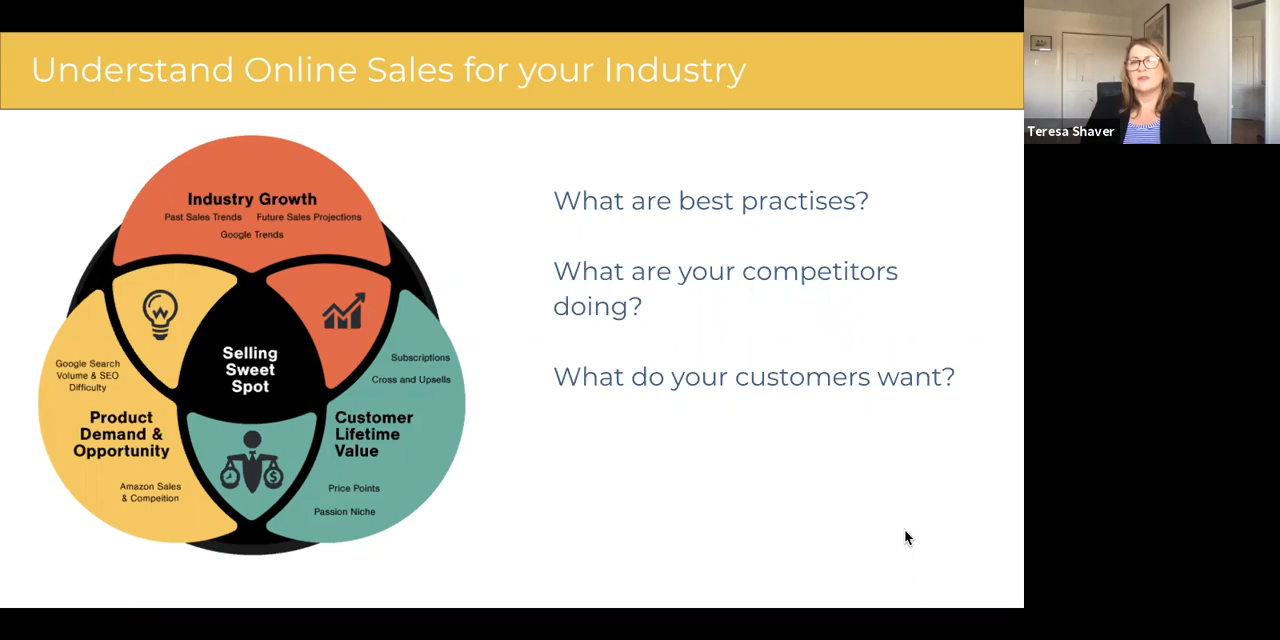 Understand Online Sales for your Industry
Teresa Shaver
Industry Growth
Past Sales Trends Future Sales Projections
Google Trends
Selling
Sweet
Spot
Google Search
Volume & SEO
Difficulty
Product
Demand &
Opportunity
Amazon Sales
& Compeition
Subscriptions
Cross and Upsells
Customer
Lifetime
Value
Price Points
Passion Niche
$
What are best practises?
What are your competitors
doing?
What do your customers want?